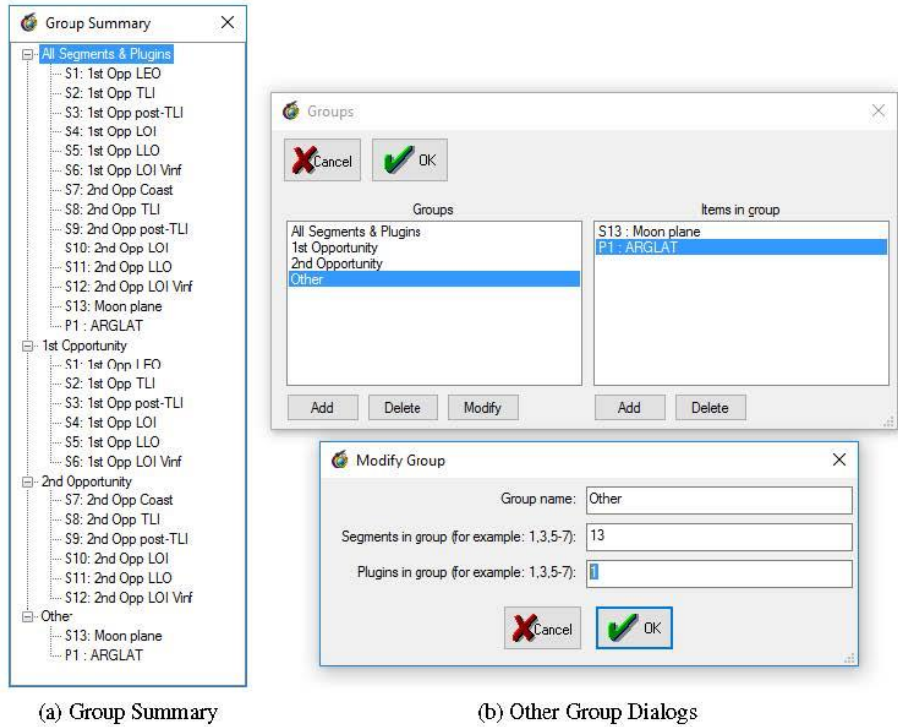 Group Summary
All Segments & Plugins
S1: 1st Opp LEO
S2: 1st Opp TLI
S3: 1st Opp post-TLI
S4: 1st Opp LOI
S5: 1st Opp LLO
S6: 1st Opp LOI Vinf
S7: 2nd Opp Coast
S8: 2nd Opp TLI
S9: 2nd Opp post-TLI
S10: 2nd Opp LOI
S11: 2nd Opp LLO
S12: 2nd Opp LOI Vinf
S13: Moon plane
P1 : ARGLAT
1st Opportunity
S1: 1st Opp LEO
S2: 1st Opp TLI
S3: 1st Opp post-TLI
S4: 1st Opp LOI
S5: 1st Opp LLO
S6: 1st Opp LOI Vinf
2nd Opportunity
S7: 2nd Opp Coast
S8: 2nd Opp TLI
S9: 2nd Opp post-TLI
S10: 2nd Opp LOI
S11: 2nd Opp LLO
S12: 2nd Opp LOI Vinf
Other
S13: Moon plane
P1 : ARGLAT
(a) Group Summary
Groups
Cancel
OK
Groups
All Segments & Plugins
1st Opportunity
2nd Opportunity
Other
Add Delete Modify
Items in group
S13 : Moon plane
P1 : ARGLAT
Add Delete
Modify Group
Group name: Other
Segments in group (for example: 1,3,5-7): 13
Plugins in group (for example: 1,3,5-7): 1
Cancel
OK
(b) Other Group Dialogs